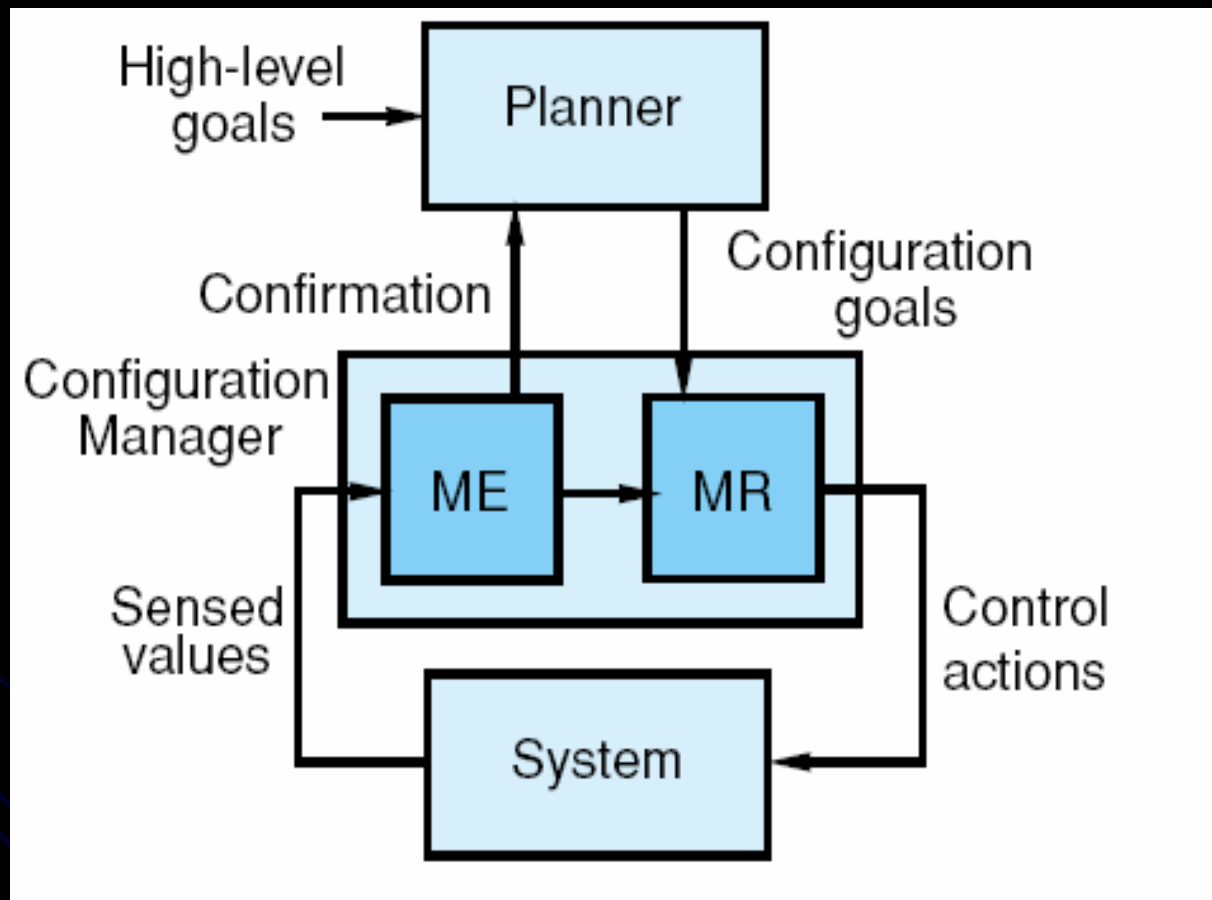 High-level
goals
Planner
Confirmation
Configuration
goals
Configuration
Manager
ME
MR
Sensed
values
Control
actions
System